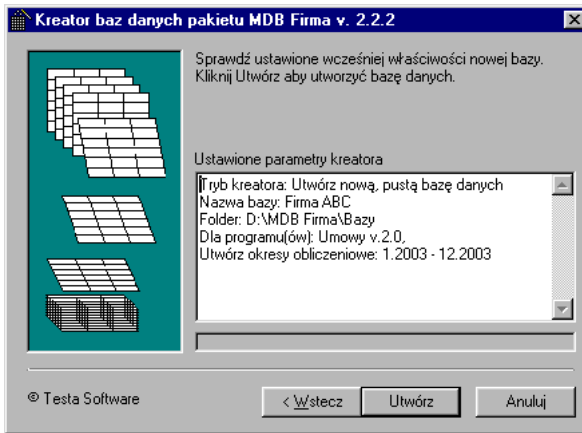 Kreator baz danych pakietu MDB Firma v. 2.2.2
Sprawdź ustawione wcześniej właściwości nowej bazy.
Kliknij Utwórz aby utworzyć bazę danych.
Ustawione parametry kreatora
Tryb kreatora: Utwórz nową, pustą bazę danych
Nazwa bazy: Firma ABC
Folder: D:\MDB Firma\Bazy
Dla programu(ów): Umowy v.2.0,
Utwórz okresy obliczeniowe: 1.2003 - 12.2003
© Testa Software
< Wstecz
Utwórz
Anuluj